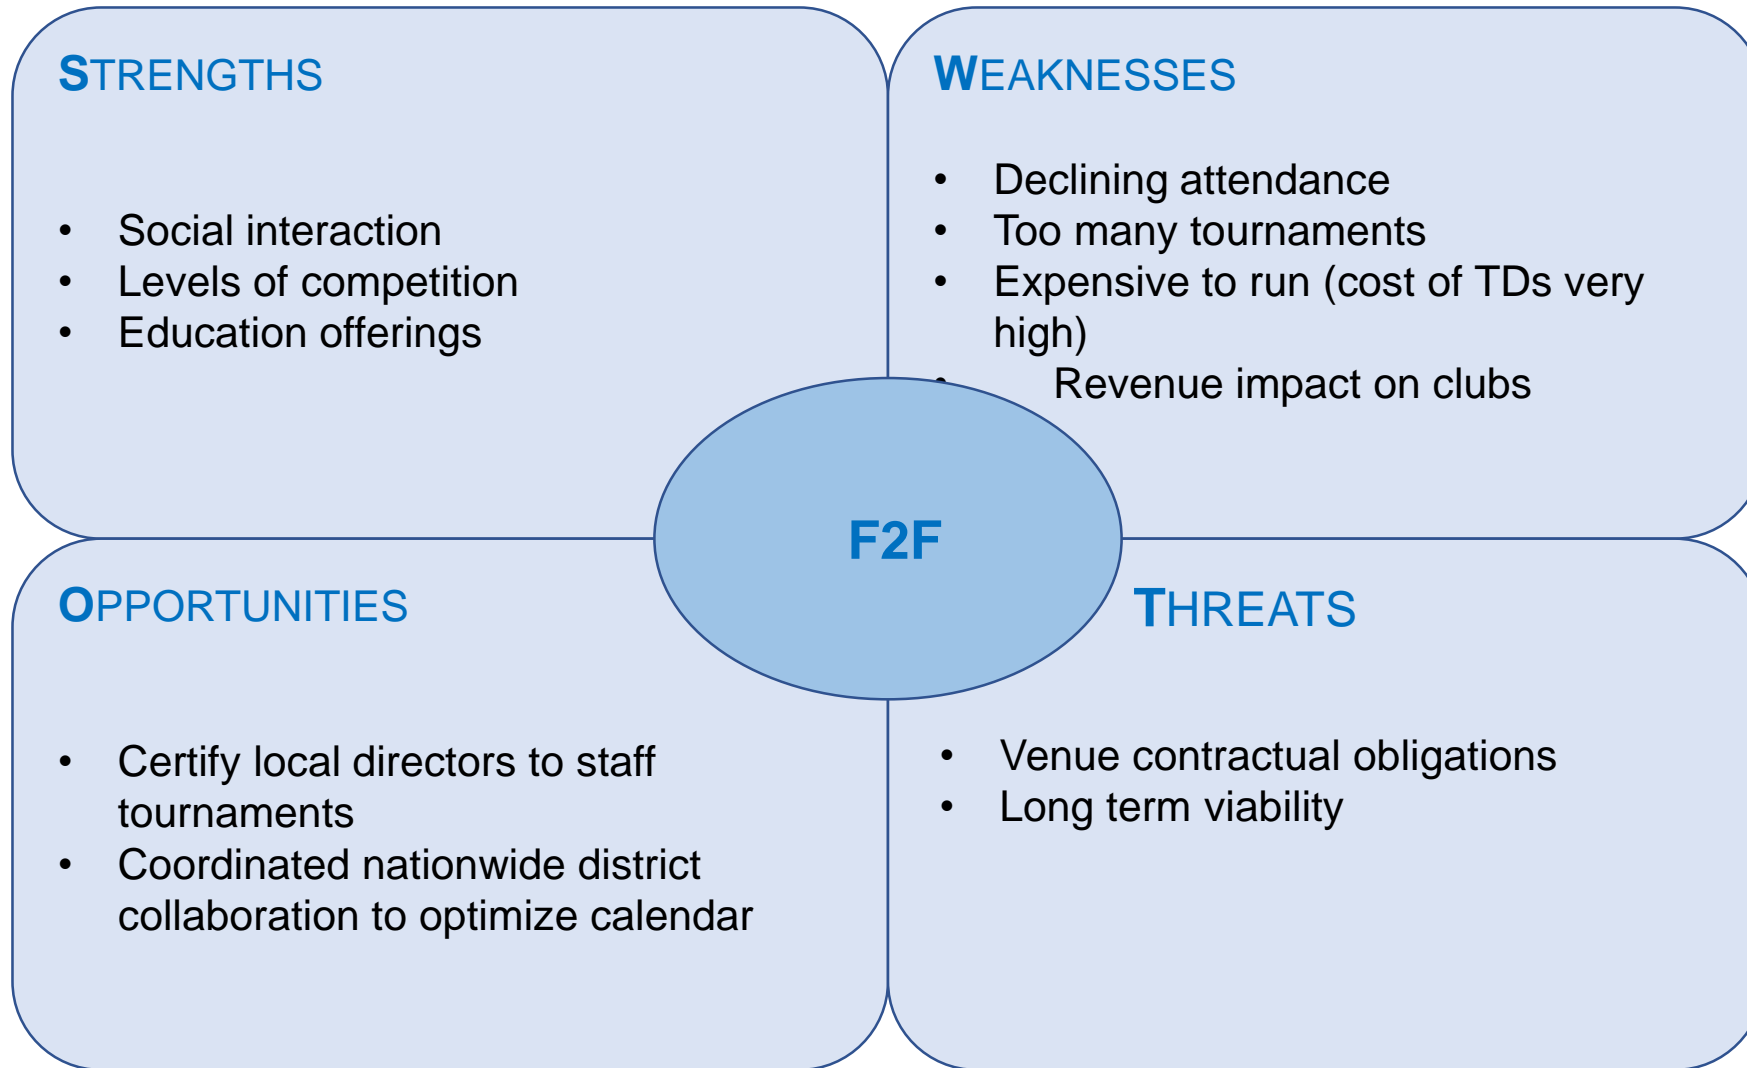 STRENGTHS
• Social interaction
• Levels of competition
• Education offerings
WEAKNESSES
• Declining attendance
• Too many tournaments
• Expensive to run (cost of TDs very
high)
• Revenue impact on clubs
F2F
OPPORTUNITIES
• Certify local directors to staff
tournaments
• Coordinated nationwide district
collaboration to optimize calendar
THREATS
• Venue contractual obligations
• Long term viability